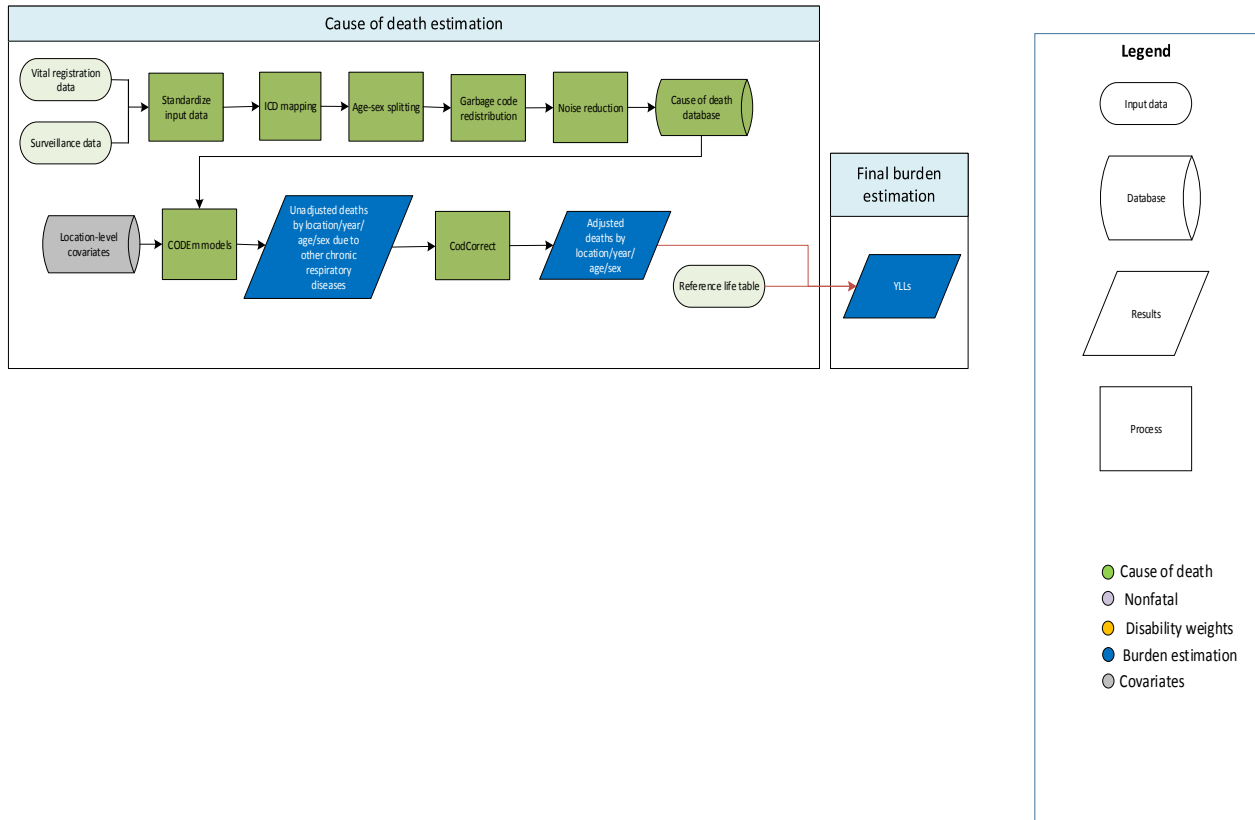 Cause of death estimation
Vital registration
data
Surveillance data
Standardize
input data
ICD mapping
Age-sex splitting
Garbage code
redistribution
Noise reduction
Cause of death
database
Location-level
covariates
CODEm models
Unadjusted deaths
by location/year/
age/sex due to
other chronic
respiratory
diseases
CodCorrect
Adjusted
deaths by
location/year/
age/sex
Reference life table
Final burden
estimation
YLLs
Legend
Input data
Database
Results
Process
Cause of death
Nonfatal
Disability weights
Burden estimation
Covariates